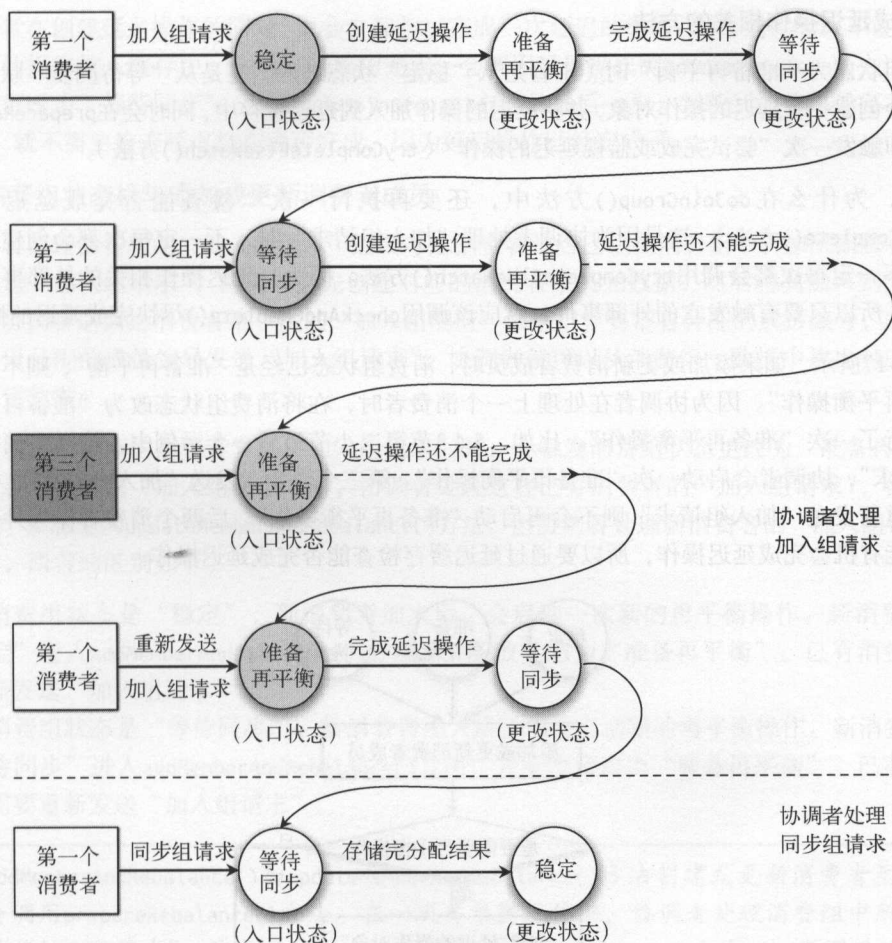 第一个
消费者
加入组请求
稳定
(入口状态)
创建延迟操作
准备
再平衡
(更改状态)
完成延迟操作
等待
同步
(更改状态)
第二个
消费者
加入组请求
等待
同步
(入口状态)
创建延迟操作
准备
再平衡
(更改状态)
延迟操作还不能完成
第三个
消费者
加入组请求
准备
再平衡
(入口状态)
延迟操作还不能完成
协调者处理
加入组请求
第一个
消费者
重新发送
加入组请求
准备
再平衡
(入口状态)
完成延迟操作
等待
同步
(更改状态)
协调者处理
同步组请求
第一个
消费者
同步组请求
等待
同步
(入口状态)
存储完分配结果
稳定
(更改状态)